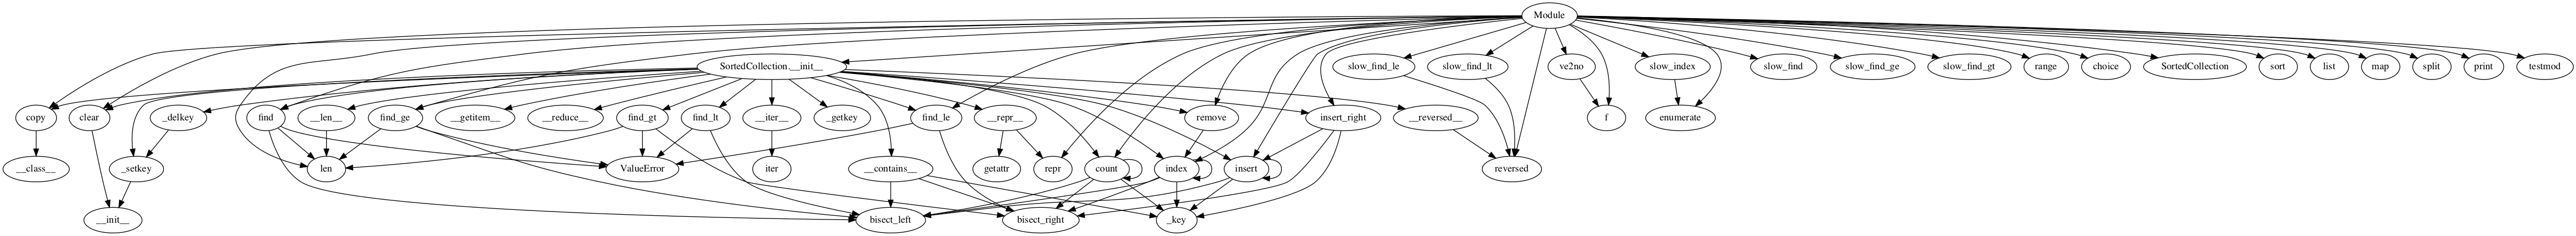 Module
SortedCollection.__init__
slow_find_le
slow_find_lt
ve2no
slow_index
slow_find
slow_find_ge
slow_find_gt
range
choice
SortedCollection
sort
list
map
split
print
testmod
copy
clear
_delkey
find
__len__
find_ge
__getitem__
__reduce__
find_gt
find_lt
__iter__
_getkey
find_le
__repr__
remove
insert_right
__reversed__
f
enumerate
__class__
_setkey
len
ValueError
iter
__contains__
getattr
repr
count
index
insert
reversed
__init__
bisect_left
bisect_right
_key